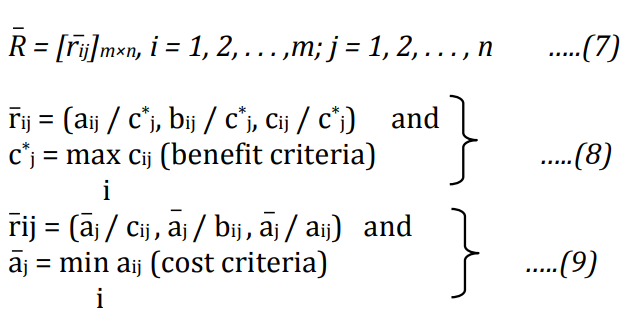 R̄ = [r̄ij]m×n, i = 1, 2, . . . ,m; j = 1, 2, . . . , n .....(7)
r̄ij = (aij / c*j, bij / c*j, cij / c*j) and
c*j = max cij (benefit criteria) .....(8)
i
r̄ij = (āj / cij , āj / bij , āj / aij) and
āj = min aij (cost criteria) .....(9)
i